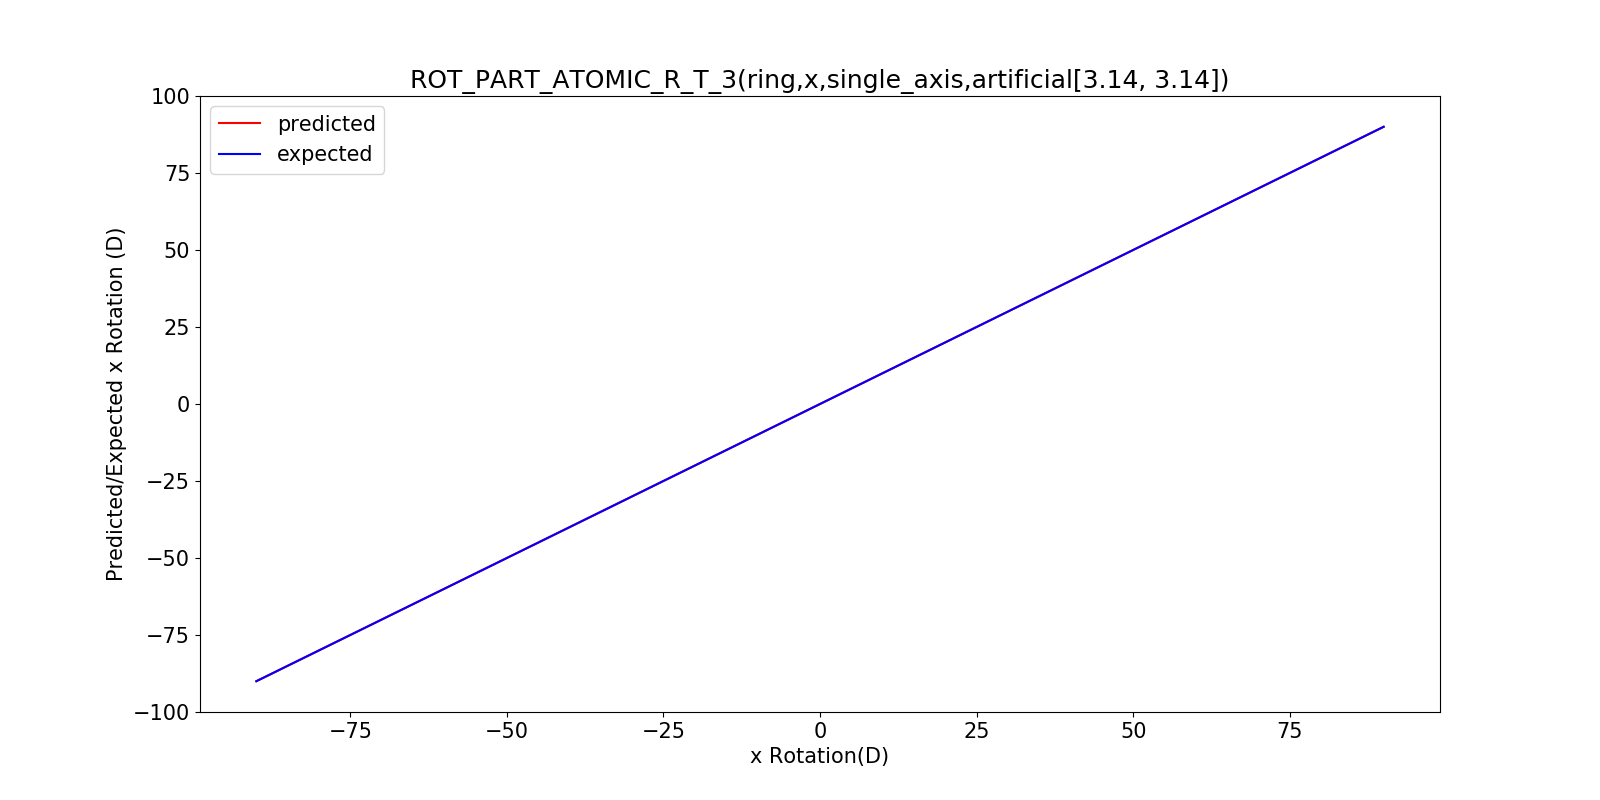 ROT_PART_ATOMIC_R_T_3(ring,x,single_axis,artificial[3.14, 3.14])
predicted
expected
100
75
50
25
0
−25
−50
−75
−100
Predicted/Expected x Rotation (D)
−75 −50 −25 0 25 50 75
x Rotation(D)